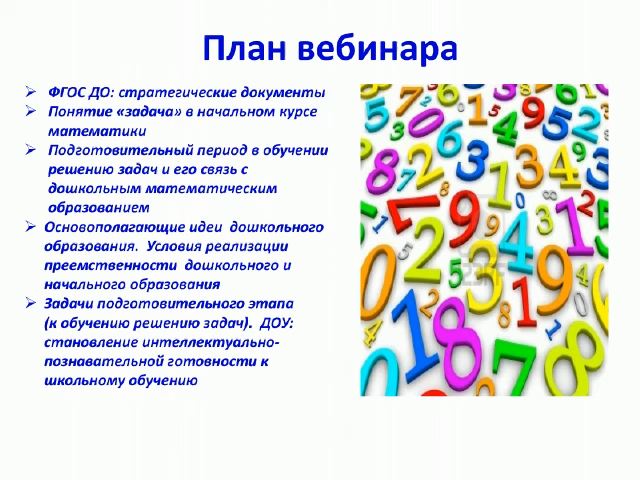 План вебинара
ФГОС ДО: стратегические документы
Понятие «задача» в начальном курсе
математики
Подготовительный период в обучении
решению задач и его связь с
дошкольным математическим
образованием
Основополагающие идеи дошкольного
образования. Условия реализации
преемственности дошкольного и
начального образования
Задачи подготовительного этапа
(к обучению решению задач). ДОУ:
становление интеллектуально-
познавательной готовности к
школьному обучению